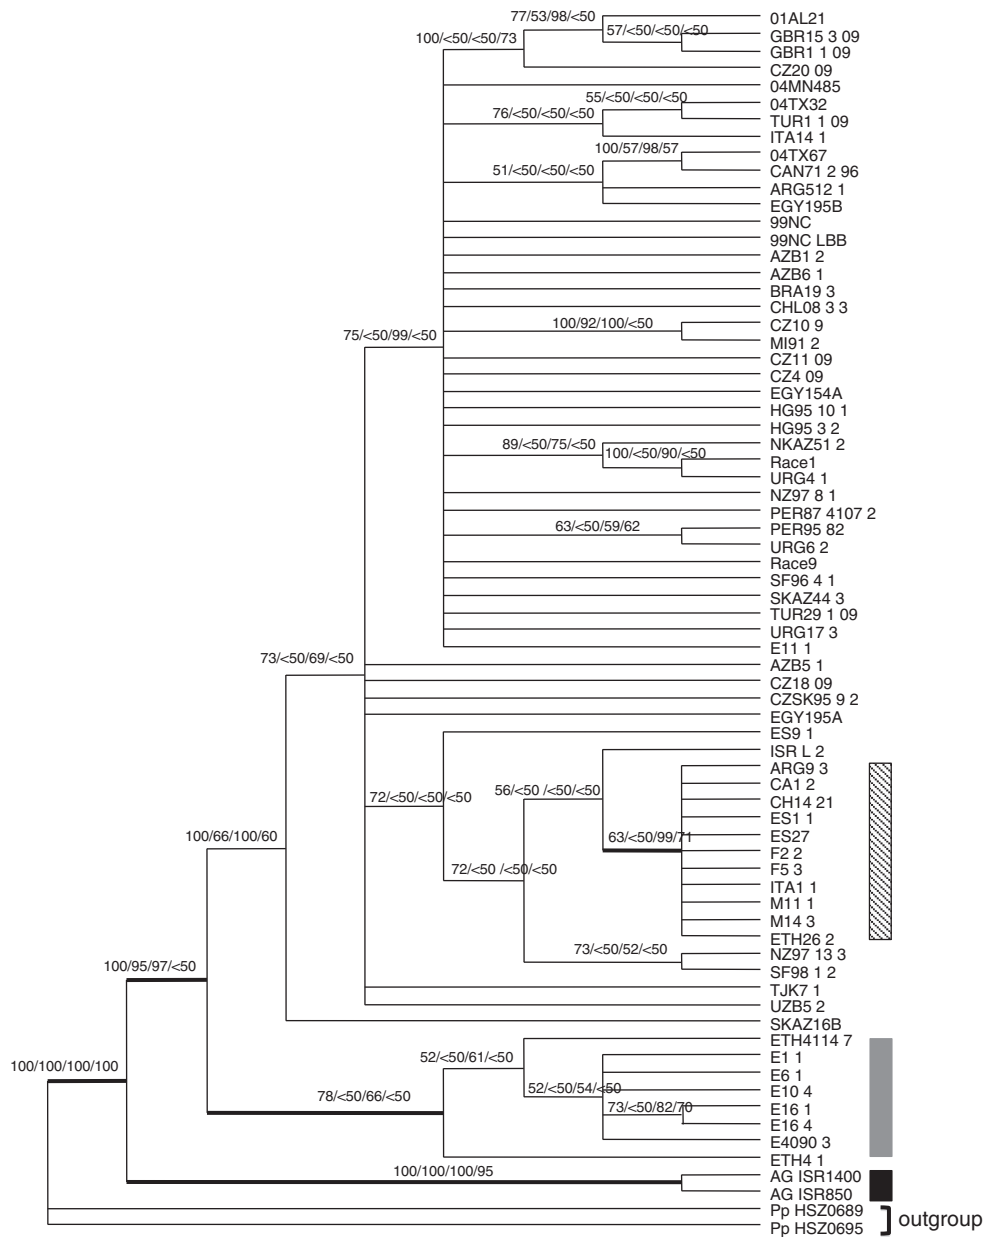 77/53/98/<50
01AL21
57/<50/<50/<50
GBR15 3 09
100/<50/<50/73
GBR1 1 09
CZ20 09
04MN485
55/<50/<50/<50
04TX32
76/<50/<50/<50
TUR1 1 09
ITA14 1
100/57/98/57
04TX67
51/<50/<50/<50
CAN71 2 96
ARG512 1
EGY195B
99NC
99NC LBB
AZB1 2
AZB6 1
BRA19 3
CHL08 3 3
100/92/100/<50
CZ10 9
75/<50/99/<50
MI91 2
CZ11 09
CZ4 09
EGY154A
HG95 10 1
HG95 3 2
89/<50/75/<50
NKAZ51 2
100/<50/90/<50
Race1
URG4 1
NZ97 8 1
PER87 4107 2
63/<50/59/62
PER95 82
URG6 2
Race9
SF96 4 1
SKAZ44 3
TUR29 1 09
URG17 3
E11 1
73/<50/69/<50
AZB5 1
CZ18 09
CZSK95 9 2
EGY195A
ES9 1
ISR L 2
ARG9 3
CA1 2
56/<50 /<50/<50
72/<50/<50/<50
CH14 21
ES1 1
100/66/100/60
63/<50/99/71
ES27
F2 2
72/<50 /<50/<50
F5 3
ITA1 1
M11 1
M14 3
ETH26 2
73/<50/52/<50
NZ97 13 3
100/95/97/<50
SF98 1 2
TJK7 1
UZB5 2
SKAZ16B
ETH4114 7
52/<50/61/<50
E1 1
100/100/100/100
E6 1
52/<50/54/<50
E10 4
78/<50/66/<50
73/<50/82/70
E16 1
E16 4
E4090 3
ETH4 1
100/100/100/95
AG ISR1400
AG ISR850
Pp HSZ0689
outgroup
Pp HSZ0695